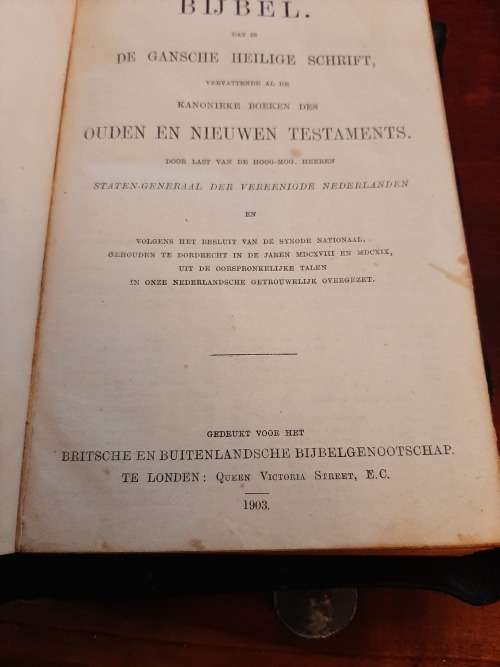 BIJBEL.
DAT IS
DE GANSCHE HEILIGE SCHRIFT,
VERVATTENDE AL DE
KANONIEKE BOEKEN DES
OUDEN EN NIEUWEN TESTAMENTS.
DOOR LAST VAN DE HOOG-MOG. HEEREN
STATEN-GENERAAL DER VEREENIGDE NEDERLANDEN
EN
VOLGENS HET BESLUIT VAN DE SYNODE NATIONAAL,
GEHOUDEN TE DORDRECHT IN DE JAREN MDCXVIII EN MDCXIX,
UIT DE OORSPRONKELIJKE TALEN
IN ONZE NEDERLANDSCHE GETROUWELIJK OVERGEZET.
GEDRUKT VOOR HET
BRITSCHE EN BUITENLANDSCHE BIJBELGENOOTSCHAP.
TE LONDEN: QUEEN VICTORIA STREET, E.C.
1903.